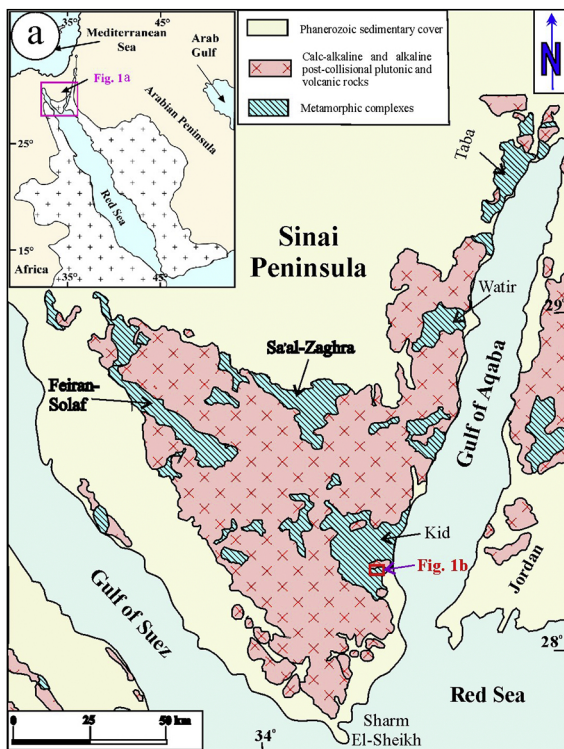 a
35°
45°
Mediterranean
Sea
Arab
Gulf
Fig. 1a
Arabian Peninsula
25°
Red Sea
15°
Africa
35°
45°
Phanerozoic sedimentary cover
Calc-alkaline and alkaline
post-collisional plutonic and
volcanic rocks
Metamorphic complexes
N
Taba
Sinai
Peninsula
Watir
29°
Sa'al-Zaghra
Feiran-
Solaf
Gulf of Aqaba
Kid
Fig. 1b
Jordan
Gulf of Suez
28°
Red Sea
0 25 50 km
34°
Sharm
El-Sheikh